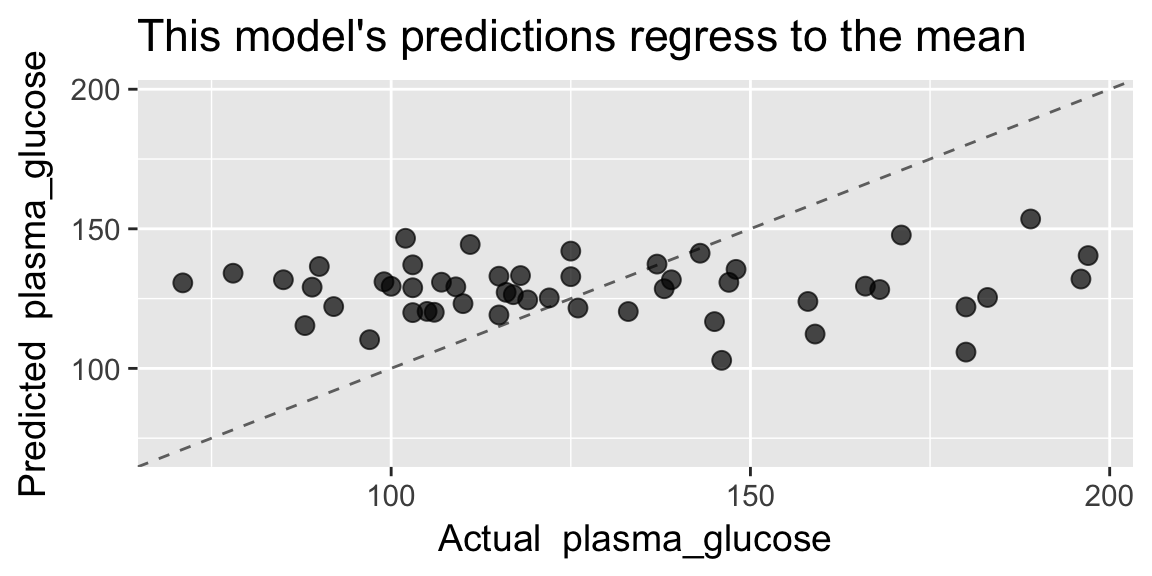 This model's predictions regress to the mean
Predicted  plasma_glucose
200
150
100
100
150
200
Actual  plasma_glucose